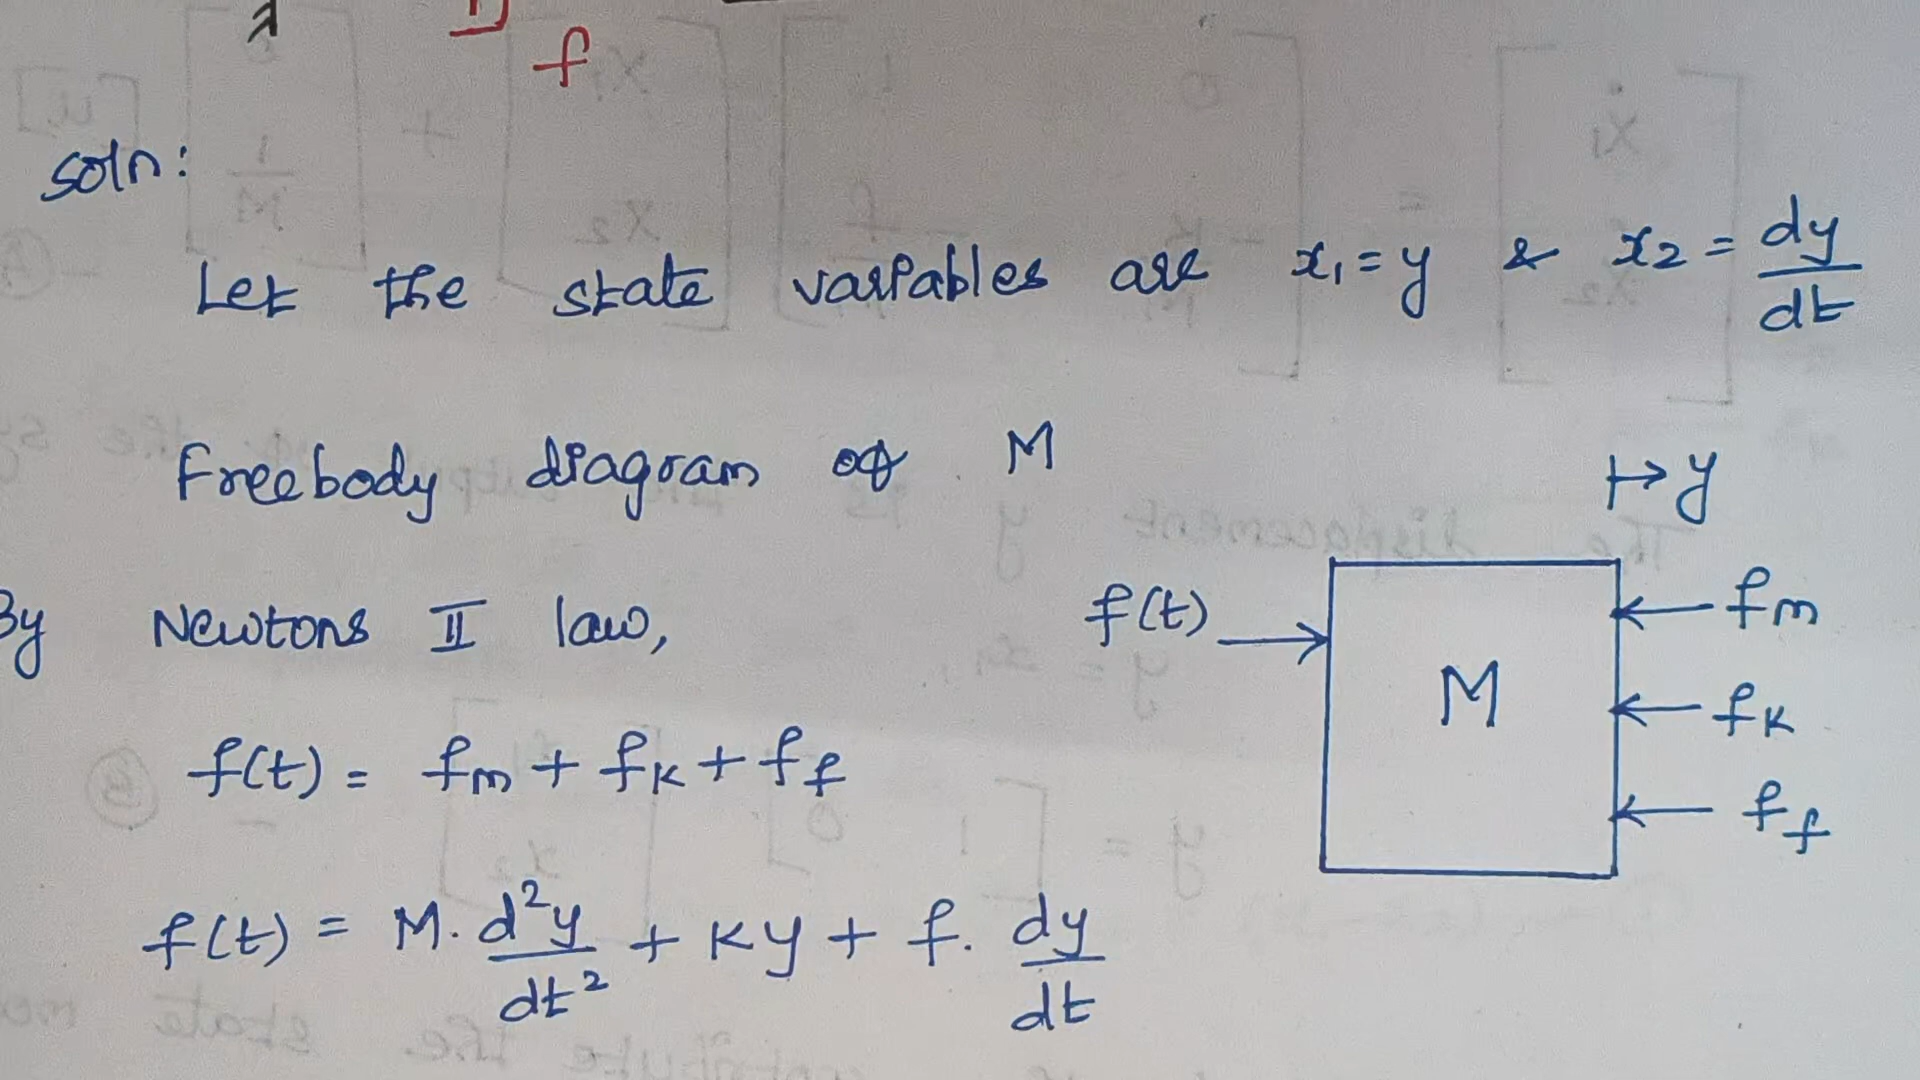 f
soln:
Let the state variables are x₁ = y & x₂ = dy/dt
Freebody diagram of M
↦ y
By Newtons II law,
f(t) → M ← fm
← fk
← ff
f(t) = fm + fk + ff
f(t) = M. d²y/dt² + Ky + f. dy/dt